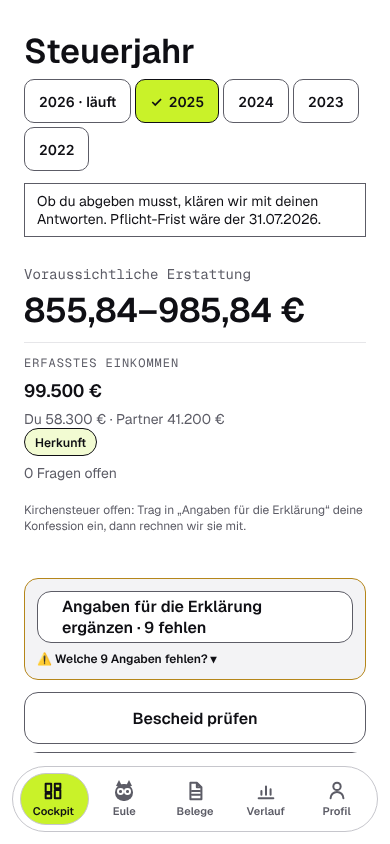 Steuerjahr
2026 · läuft
✓ 2025
2024
2023
2022
Ob du abgeben musst, klären wir mit deinen
Antworten. Pflicht-Frist wäre der 31.07.2026.
Voraussichtliche Erstattung
855,84–985,84 €
ERFASSTES EINKOMMEN
99.500 €
Du 58.300 € · Partner 41.200 €
Herkunft
0 Fragen offen
Kirchensteuer offen: Trag in „Angaben für die Erklärung“ deine
Konfession ein, dann rechnen wir sie mit.
Angaben für die Erklärung
ergänzen · 9 fehlen
⚠️ Welche 9 Angaben fehlen? ▾
Bescheid prüfen
Cockpit
Eule
Belege
Verlauf
Profil